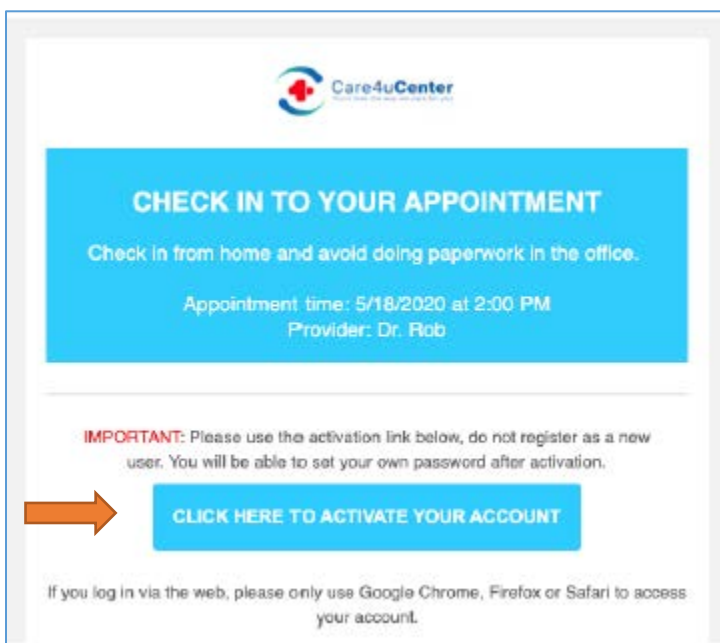 Care4uCenter
CHECK IN TO YOUR APPOINTMENT
Check in from home and avoid doing paperwork in the office.
Appointment time: 5/18/2020 at 2:00 PM
Provider: Dr. Rob
IMPORTANT: Please use the activation link below, do not register as a new
user. You will be able to set your own password after activation.
CLICK HERE TO ACTIVATE YOUR ACCOUNT
If you log in via the web, please only use Google Chrome, Firefox or Safari to access
your account.